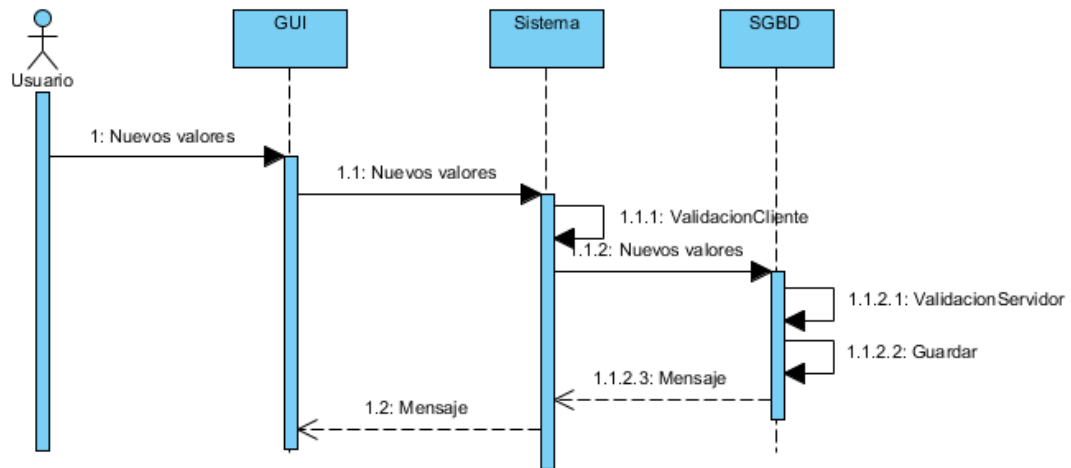 GUI
Sistema
SGBD
Usuario
1: Nuevos valores
1.1: Nuevos valores
1.1.1: ValidacionCliente
1.1.2: Nuevos valores
1.1.2.1: ValidacionServidor
1.1.2.2: Guardar
1.1.2.3: Mensaje
1.2: Mensaje